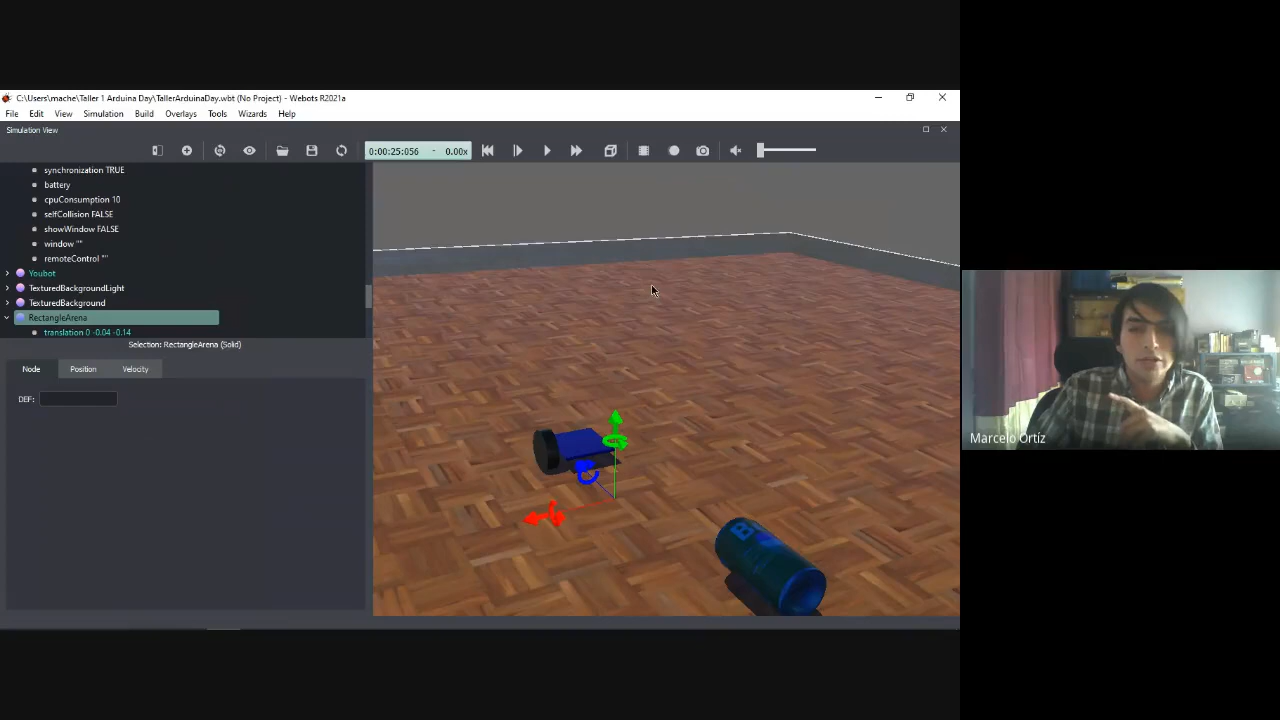 C:\Users\mache\Taller 1 Arduina Day\TallerArduinaDay.wbt (No Project) - Webots R2021a
File Edit View Simulation Build Overlays Tools Wizards Help
Simulation View
0:00:25:056 - 0.00x
synchronization TRUE
battery
cpuConsumption 10
selfCollision FALSE
showWindow FALSE
window ""
remoteControl ""
Youbot
TexturedBackgroundLight
TexturedBackground
RectangleArena
translation 0 -0.04 -0.14
Selection: RectangleArena (Solid)
Node Position Velocity
DEF:
Marcelo Ortíz